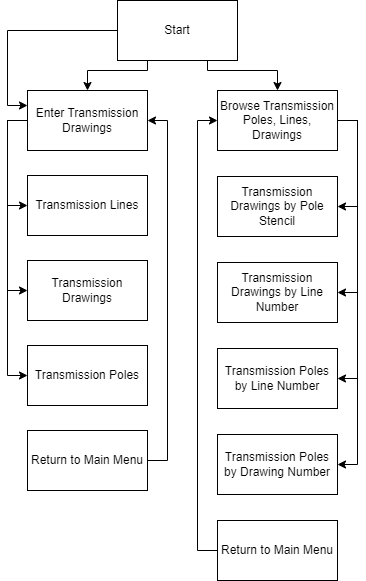 Start
Enter Transmission
Drawings
Browse Transmission
Poles, Lines,
Drawings
Transmission Lines
Transmission
Drawings by Pole
Stencil
Transmission
Drawings
Transmission
Drawings by Line
Number
Transmission Poles
Transmission Poles
by Line Number
Return to Main Menu
Transmission Poles
by Drawing Number
Return to Main Menu